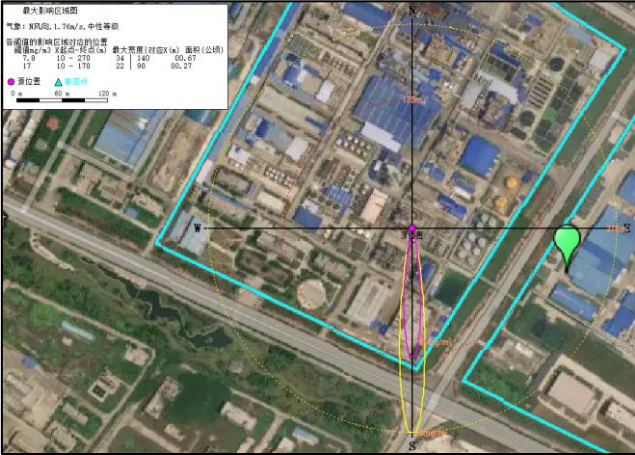 最大影响区域图
气象: N风向,1.76m/s,中性等级
各阈值的影响区域对应的位置
阈值mg/m3 X起点-终点(m) 最大宽度|对应X(m) 面积(公顷)
7.8 10 - 270 34 | 140 00.67
17 10 - 170 22 | 90 00.27
源位置
0 m 60 m 120 m
N
170m
W
S